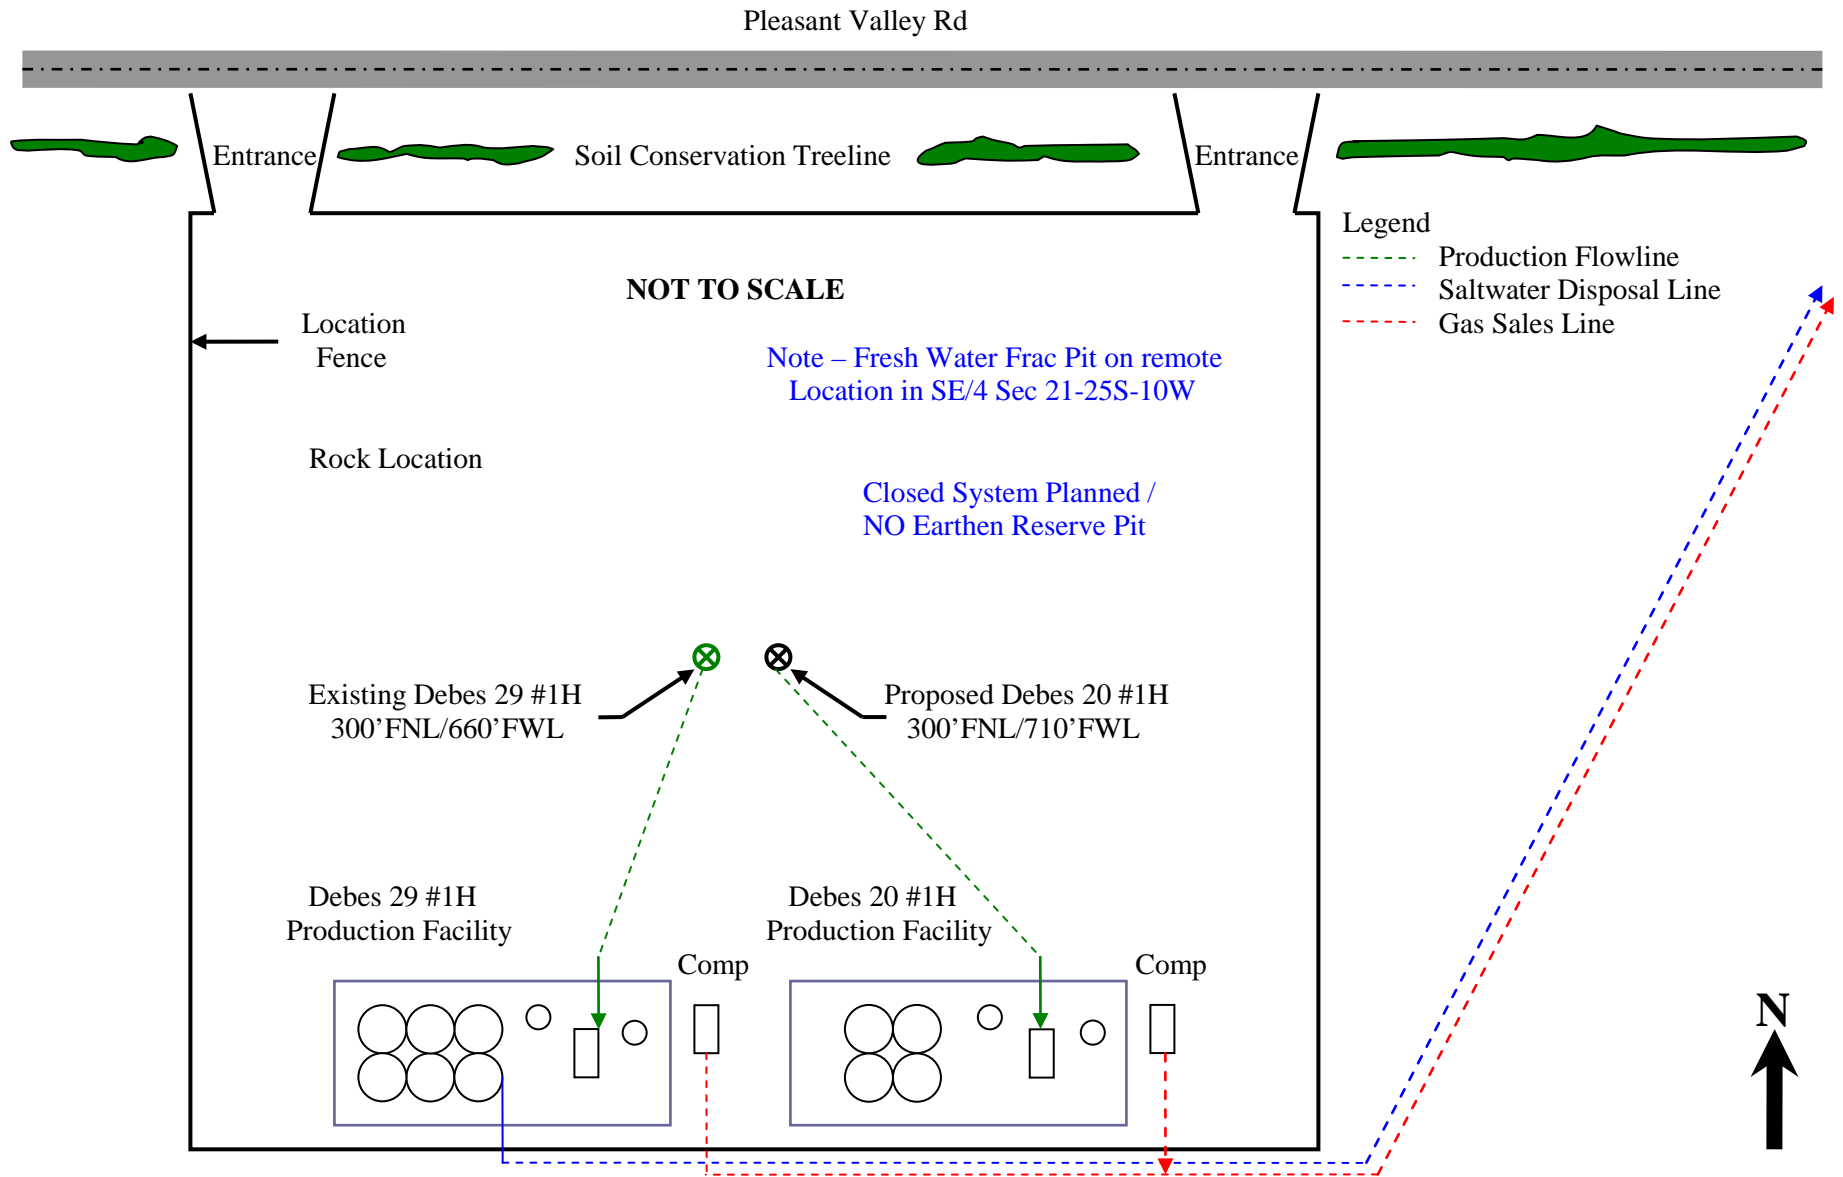 Pleasant Valley Rd
Entrance
Soil Conservation Treeline
Entrance
Legend
Production Flowline
Saltwater Disposal Line
Gas Sales Line
NOT TO SCALE
Location
Fence
Note – Fresh Water Frac Pit on remote
Location in SE/4 Sec 21-25S-10W
Rock Location
Closed System Planned /
NO Earthen Reserve Pit
Existing Debes 29 #1H
300’FNL/660’FWL
Proposed Debes 20 #1H
300’FNL/710’FWL
Debes 29 #1H
Production Facility
Debes 20 #1H
Production Facility
Comp
Comp
N